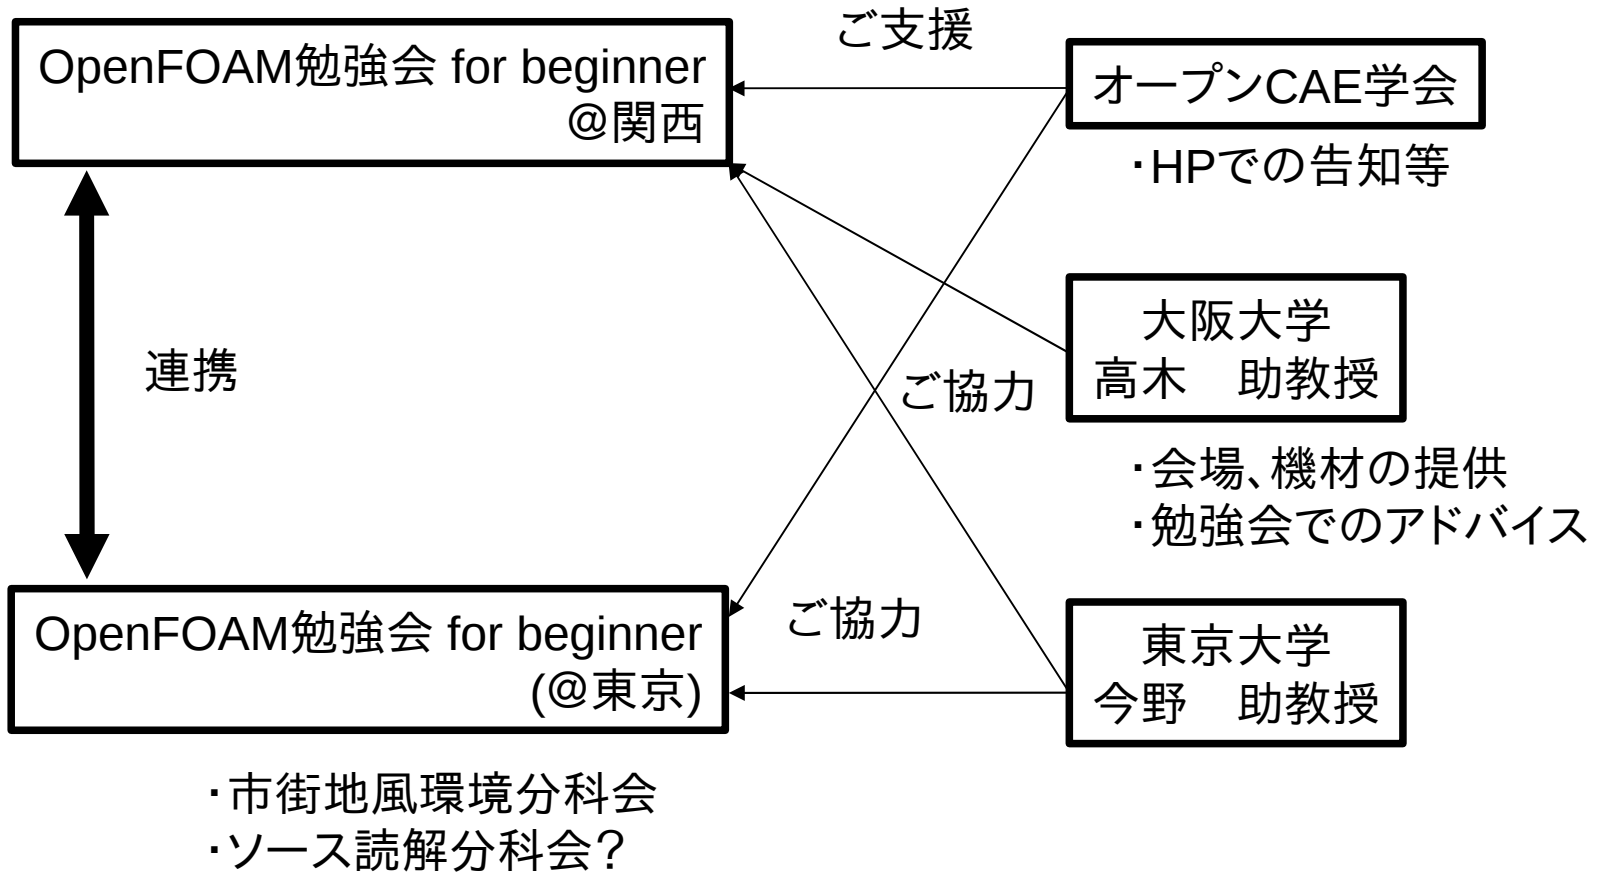 ご支援
OpenFOAM勉強会 for beginner
@関西
オープンCAE学会
・HPでの告知等
連携
大阪大学
高木　助教授
ご協力
・会場、機材の提供
・勉強会でのアドバイス
OpenFOAM勉強会 for beginner
(@東京)
ご協力
東京大学
今野　助教授
・市街地風環境分科会
・ソース読解分科会?